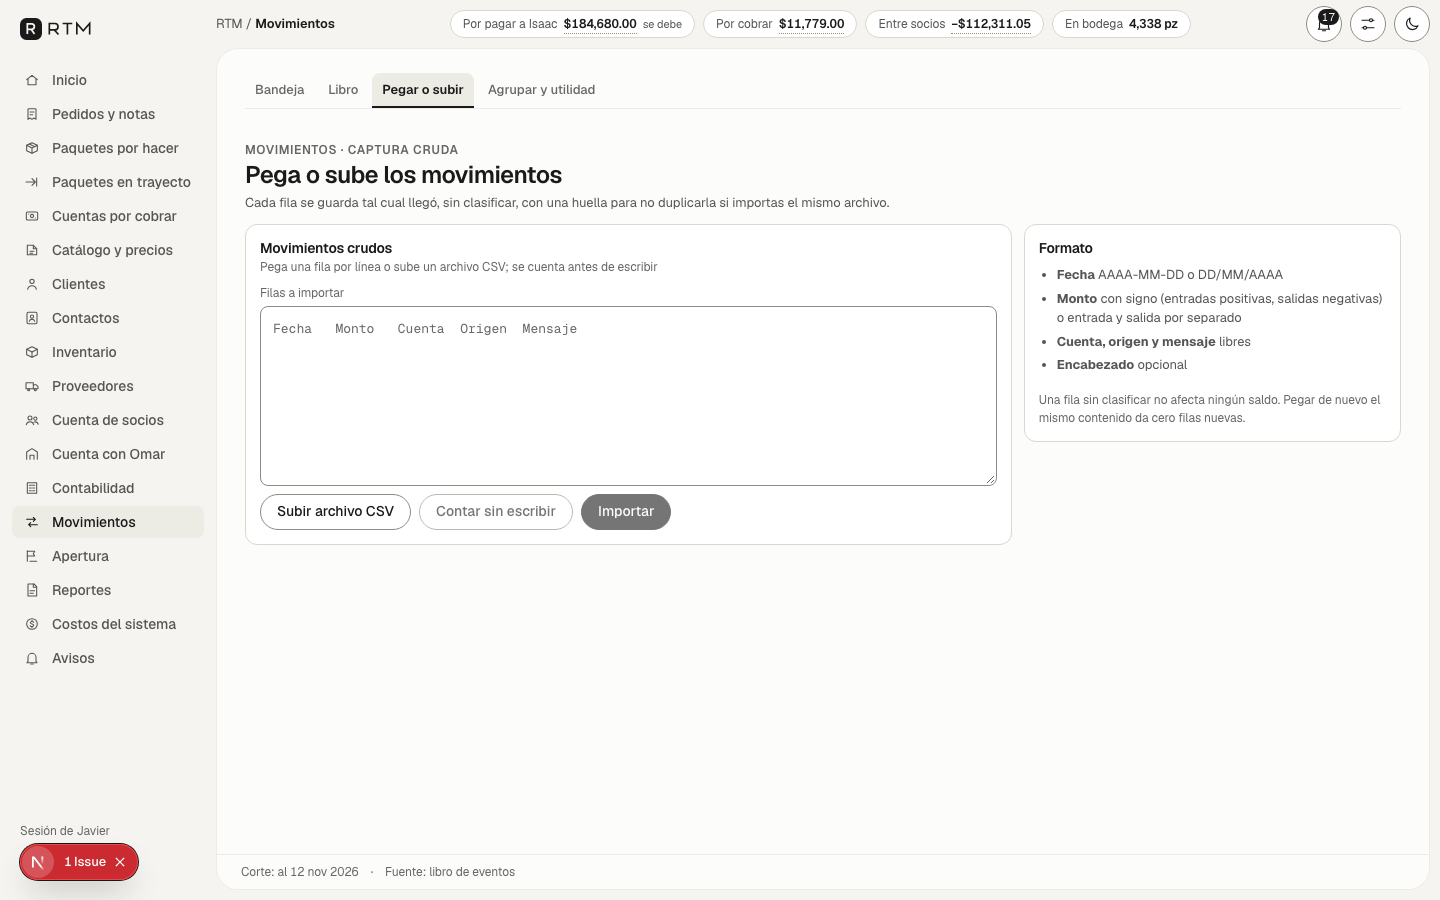 R RTM
RTM / Movimientos
Por pagar a Isaac $184,680.00 se debe
Por cobrar $11,779.00
Entre socios −$112,311.05
En bodega 4,338 pz
17
Inicio
Pedidos y notas
Paquetes por hacer
Paquetes en trayecto
Cuentas por cobrar
Catálogo y precios
Clientes
Contactos
Inventario
Proveedores
Cuenta de socios
Cuenta con Omar
Contabilidad
Movimientos
Apertura
Reportes
Costos del sistema
Avisos
Sesión de Javier
N 1 Issue
Bandeja
Libro
Pegar o subir
Agrupar y utilidad
MOVIMIENTOS · CAPTURA CRUDA
Pega o sube los movimientos
Cada fila se guarda tal cual llegó, sin clasificar, con una huella para no duplicarla si importas el mismo archivo.
Movimientos crudos
Pega una fila por línea o sube un archivo CSV; se cuenta antes de escribir
Filas a importar
Fecha Monto Cuenta Origen Mensaje
Subir archivo CSV
Contar sin escribir
Importar
Formato
• Fecha AAAA-MM-DD o DD/MM/AAAA
• Monto con signo (entradas positivas, salidas negativas)
o entrada y salida por separado
• Cuenta, origen y mensaje libres
• Encabezado opcional
Una fila sin clasificar no afecta ningún saldo. Pegar de nuevo el
mismo contenido da cero filas nuevas.
Corte: al 12 nov 2026 · Fuente: libro de eventos